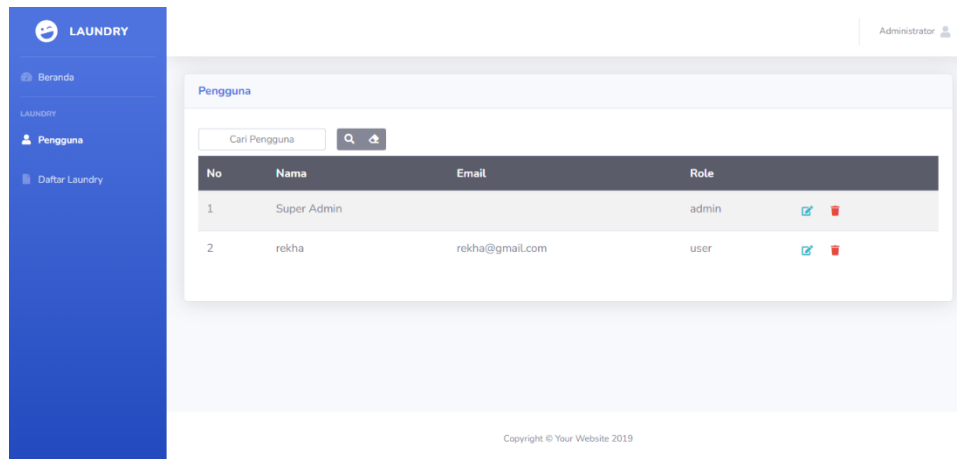 LAUNDRY
Administrator
Beranda
LAUNDRY
Pengguna
Daftar Laundry
Pengguna
Cari Pengguna
No Nama Email Role
1 Super Admin admin
2 rekha rekha@gmail.com user
Copyright © Your Website 2019